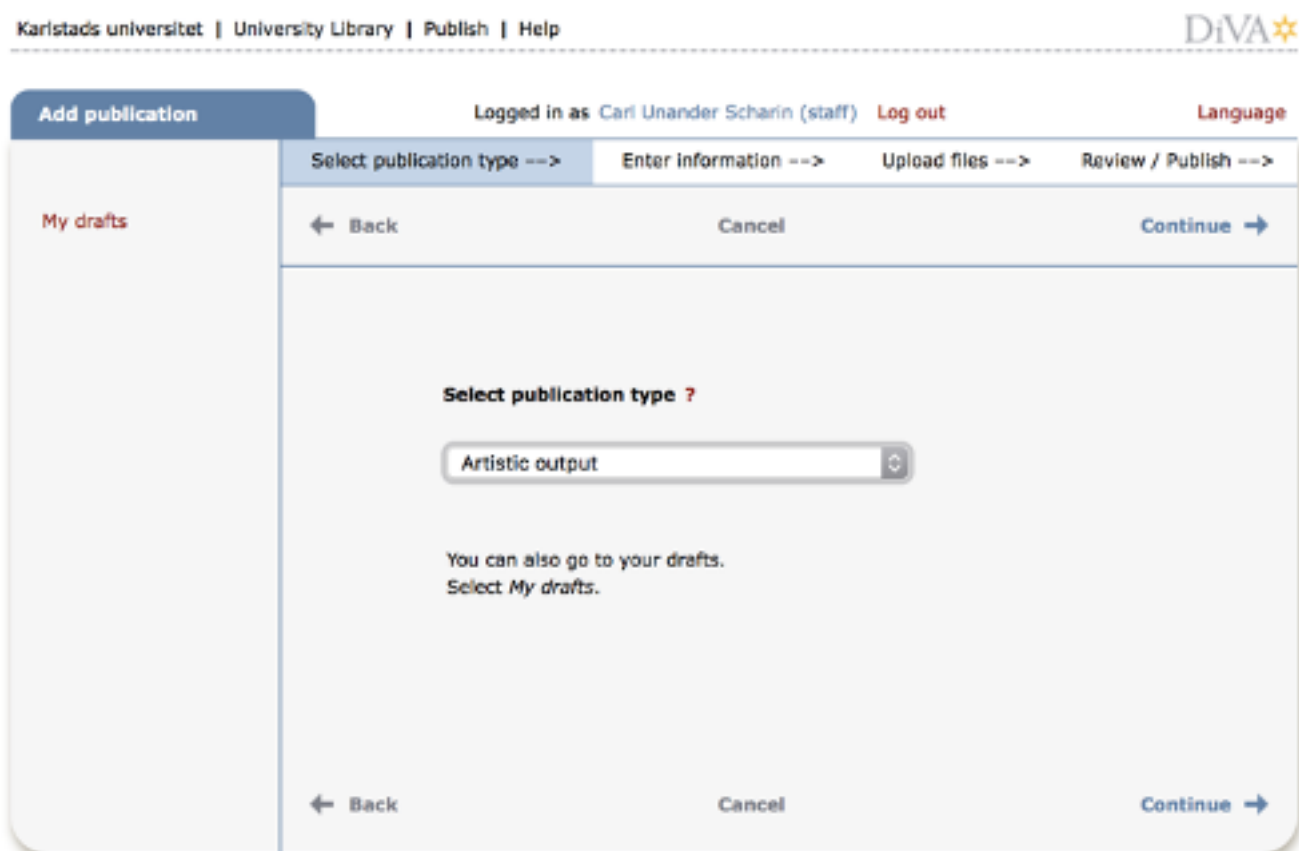 Karlstads universitet | University Library | Publish | Help
DiVA
Add publication
Logged in as Carl Unander Scharin (staff) Log out
Language
Select publication type --> Enter information --> Upload files --> Review / Publish -->
My drafts
Back Cancel Continue
Select publication type ?
Artistic output
You can also go to your drafts.
Select My drafts.
Back Cancel Continue